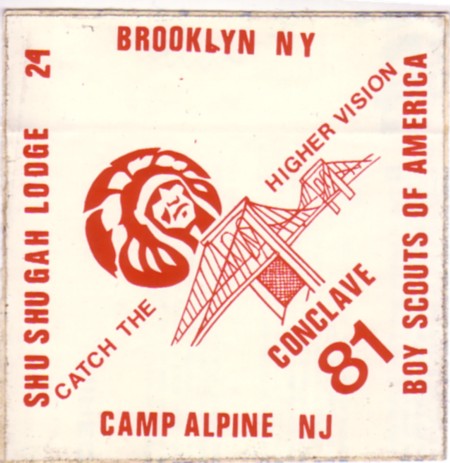 BROOKLYN NY
SHU SHU GAH LODGE 24
CATCH THE
HIGHER VISION
CONCLAVE
81
BOY SCOUTS OF AMERICA
CAMP ALPINE NJ